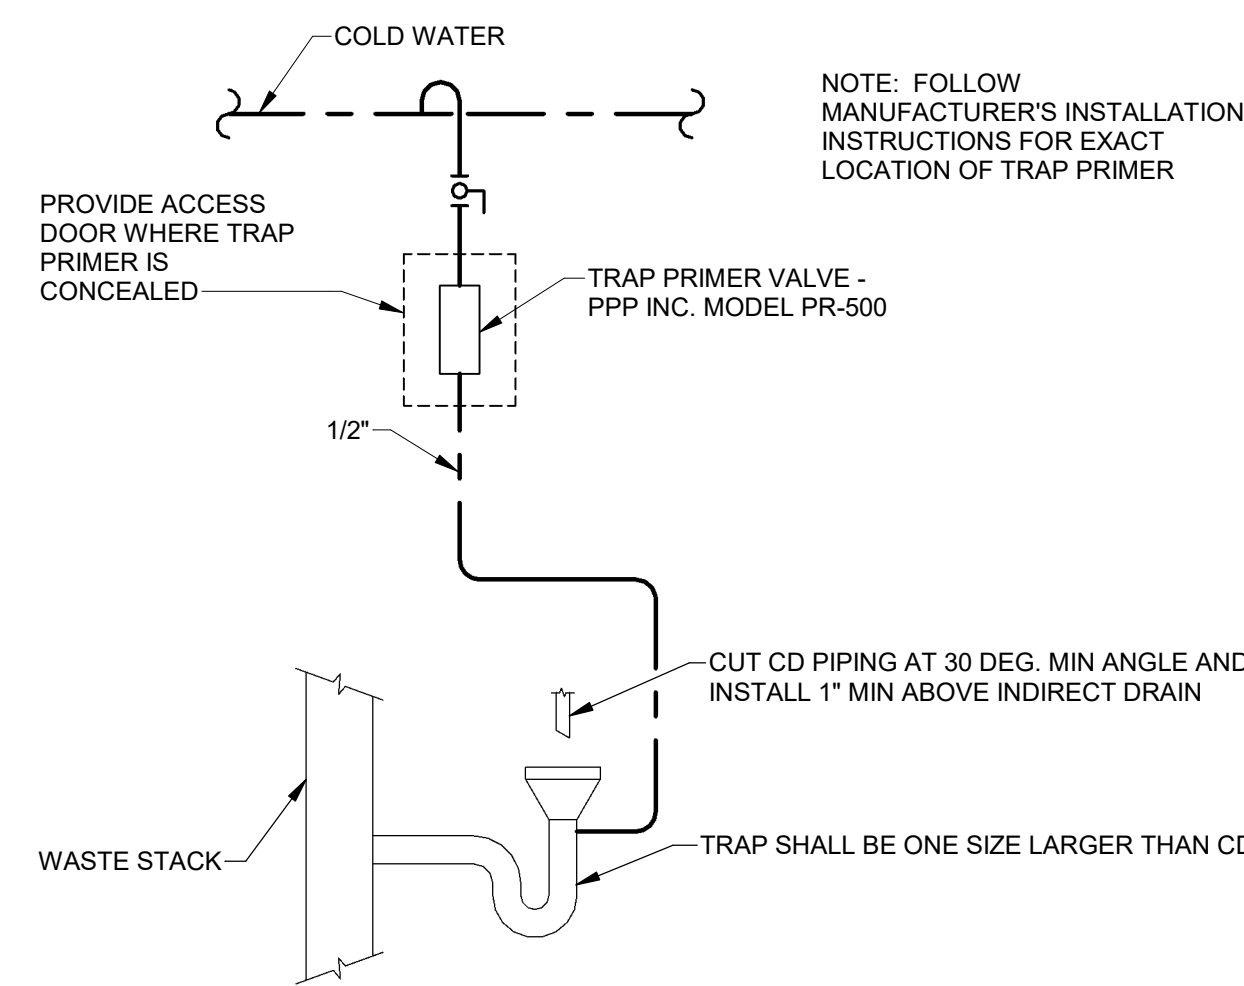 COLD WATER
NOTE: FOLLOW
MANUFACTURER'S INSTALLATION
INSTRUCTIONS FOR EXACT
LOCATION OF TRAP PRIMER
PROVIDE ACCESS
DOOR WHERE TRAP
PRIMER IS
CONCEALED
TRAP PRIMER VALVE -
PPP INC. MODEL PR-500
1/2"
CUT CD PIPING AT 30 DEG. MIN ANGLE AND
INSTALL 1" MIN ABOVE INDIRECT DRAIN
WASTE STACK
TRAP SHALL BE ONE SIZE LARGER THAN CD